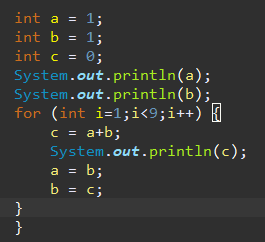 int a = 1;
int b = 1;
int c = 0;
System.out.println(a);
System.out.println(b);
for (int i=1;i<9;i++) {
c = a+b;
System.out.println(c);
a = b;
b = c;
}
}